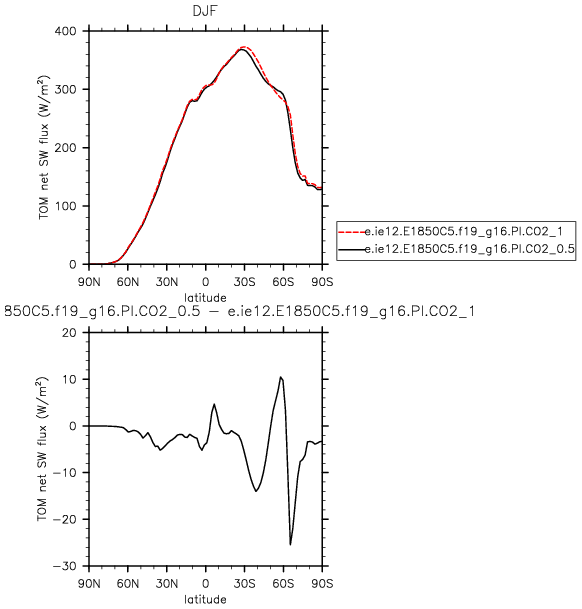 DJF
400
300
200
100
0
TOM net SW flux (W/m²)
90N 60N 30N 0 30S 60S 90S
latitude
e.ie12.E1850C5.f19_g16.PI.CO2_1
e.ie12.E1850C5.f19_g16.PI.CO2_0.5
850C5.f19_g16.PI.CO2_0.5 − e.ie12.E1850C5.f19_g16.PI.CO2_1
20
10
0
−10
−20
−30
TOM net SW flux (W/m²)
90N 60N 30N 0 30S 60S 90S
latitude